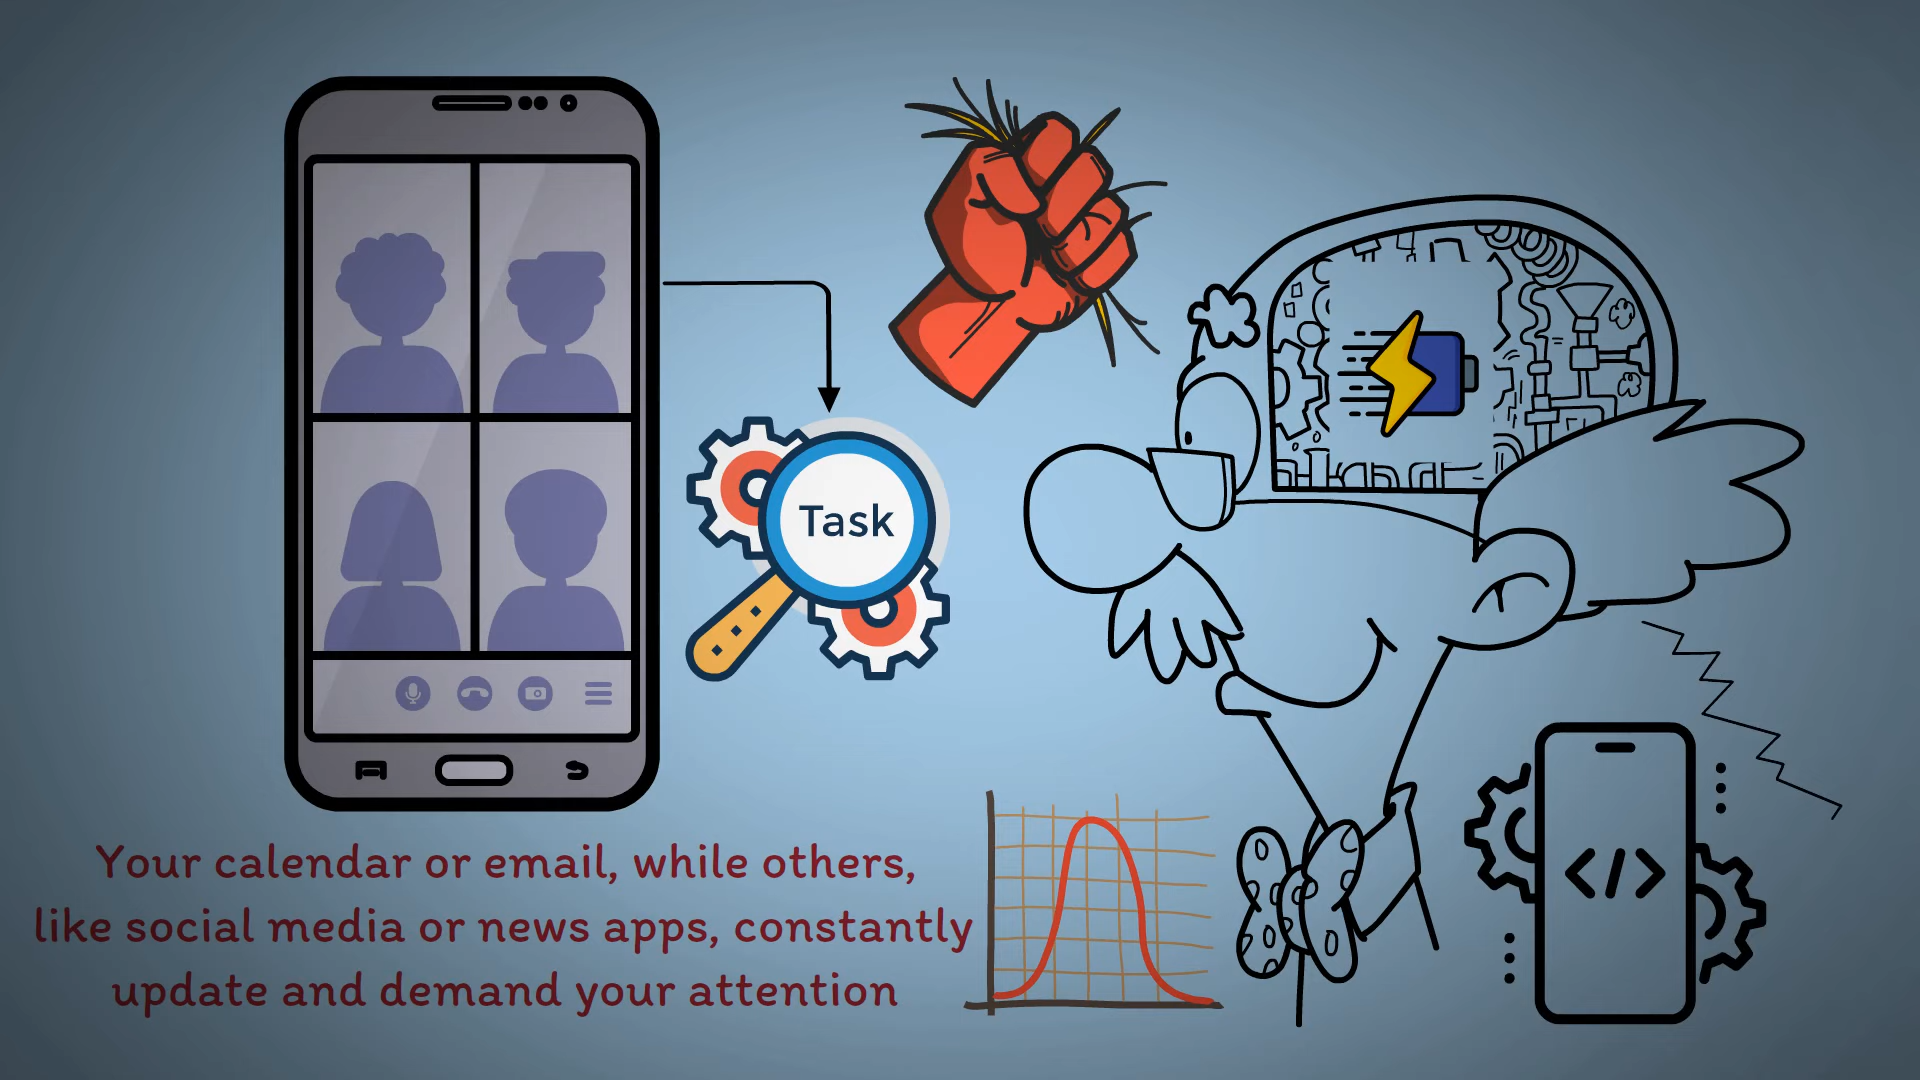 Task
</>
Your calendar or email, while others,
like social media or news apps, constantly
update and demand your attention